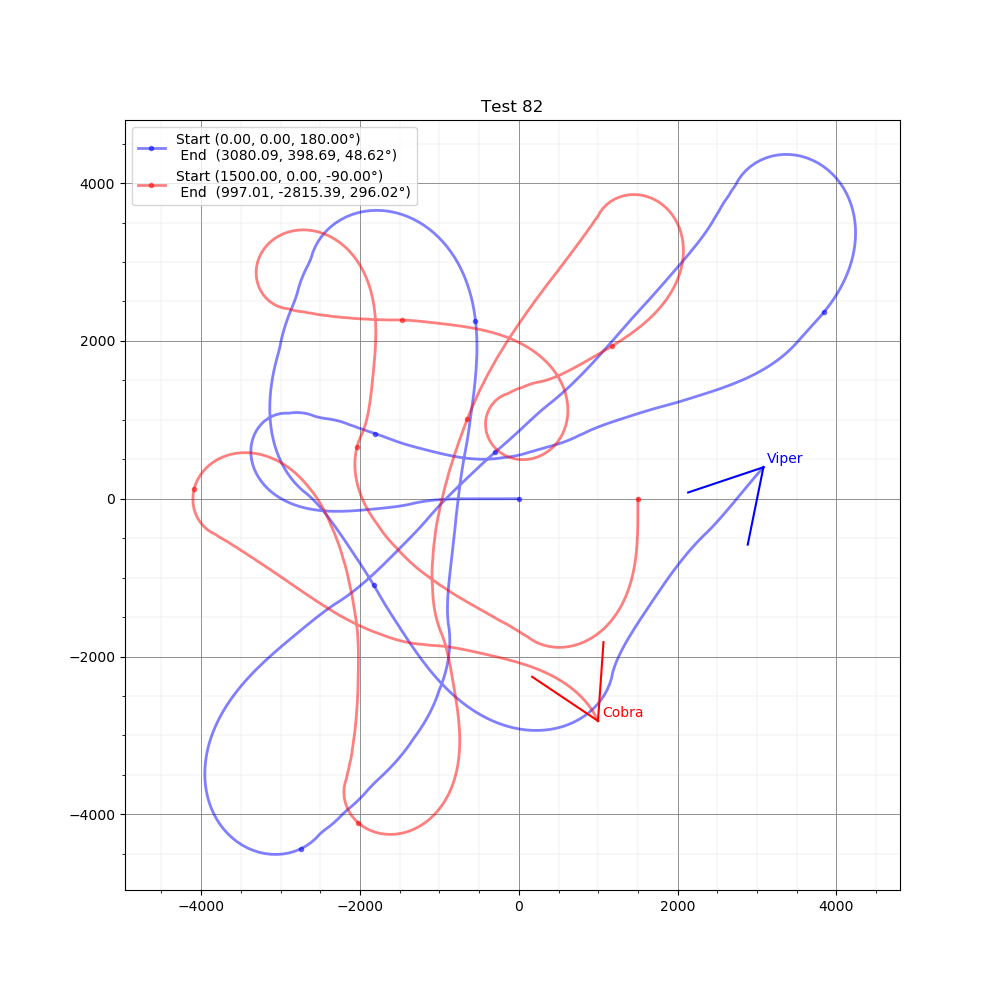 Test 82
Start (0.00, 0.00, 180.00°)
End  (3080.09, 398.69, 48.62°)
Start (1500.00, 0.00, -90.00°)
End  (997.01, -2815.39, 296.02°)
4000
2000
0
−2000
−4000
Viper
Cobra
−4000
−2000
0
2000
4000